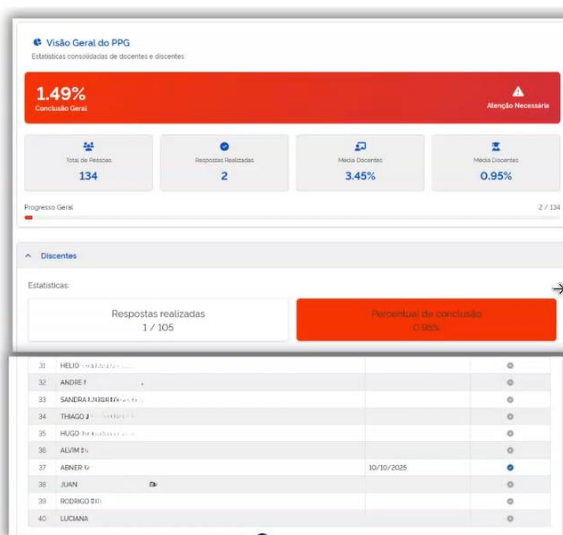 Visão Geral do PPG
Estatísticas consolidadas de docentes e discentes
1.49%
Conclusão Geral
Atenção Necessária
Total de Pessoas
134
Respostas Realizadas
2
Média Docentes
3.45%
Média Discentes
0.95%
Progresso Geral
2 / 134
Discentes
Estatísticas:
Respostas realizadas
1 / 105
Percentual de conclusão
0.95%
31 HELIO
32 ANDRE
33 SANDRA
34 THIAGO
35 HUGO
36 ALVIM
37 ABNER 10/10/2025
38 JUAN
39 RODRIGO
40 LUCIANA